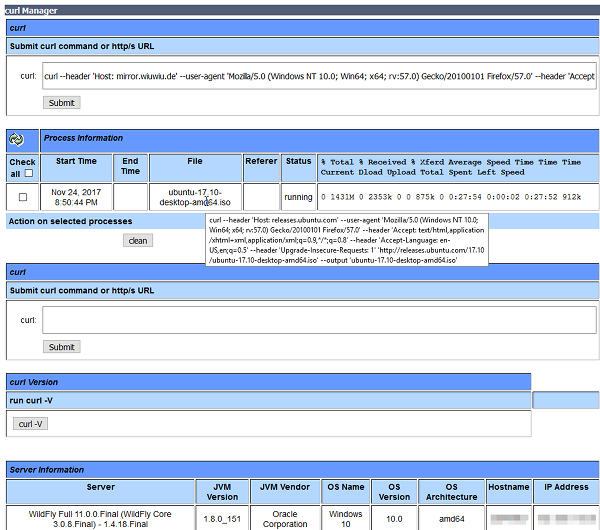 curl Manager
curl
Submit curl command or http/s URL
curl: curl --header 'Host: mirror.wiuwiu.de' --user-agent 'Mozilla/5.0 (Windows NT 10.0; Win64; x64; rv:57.0) Gecko/20100101 Firefox/57.0' --header 'Accept
Submit
Process Information
Check all Start Time End Time File Referer Status % Total % Received % Xferd Average Speed Time Time Time
Current Dload Upload Total Spent Left Speed
Nov 24, 2017 8:50:44 PM ubuntu-17.10-desktop-amd64.iso running 0 1431M 0 2353k 0 0 875k 0 0:27:54 0:00:02 0:27:52 912k
Action on selected processes
clean
curl --header 'Host: releases.ubuntu.com' --user-agent 'Mozilla/5.0 (Windows NT 10.0;
Win64; x64; rv:57.0) Gecko/20100101 Firefox/57.0' --header 'Accept: text/html,application
/xhtml+xml,application/xml;q=0.9,*/*;q=0.8' --header 'Accept-Language: en-
US,en;q=0.5' --header 'Upgrade-Insecure-Requests: 1' 'http://releases.ubuntu.com/17.10
/ubuntu-17.10-desktop-amd64.iso' --output 'ubuntu-17.10-desktop-amd64.iso'
curl
Submit curl command or http/s URL
curl:
Submit
curl Version
run curl -V
curl -V
Server Information
Server JVM Version JVM Vendor OS Name OS Version OS Architecture Hostname IP Address
WildFly Full 11.0.0.Final (WildFly Core 3.0.8.Final) - 1.4.18.Final 1.8.0_151 Oracle Corporation Windows 10 10.0 amd64